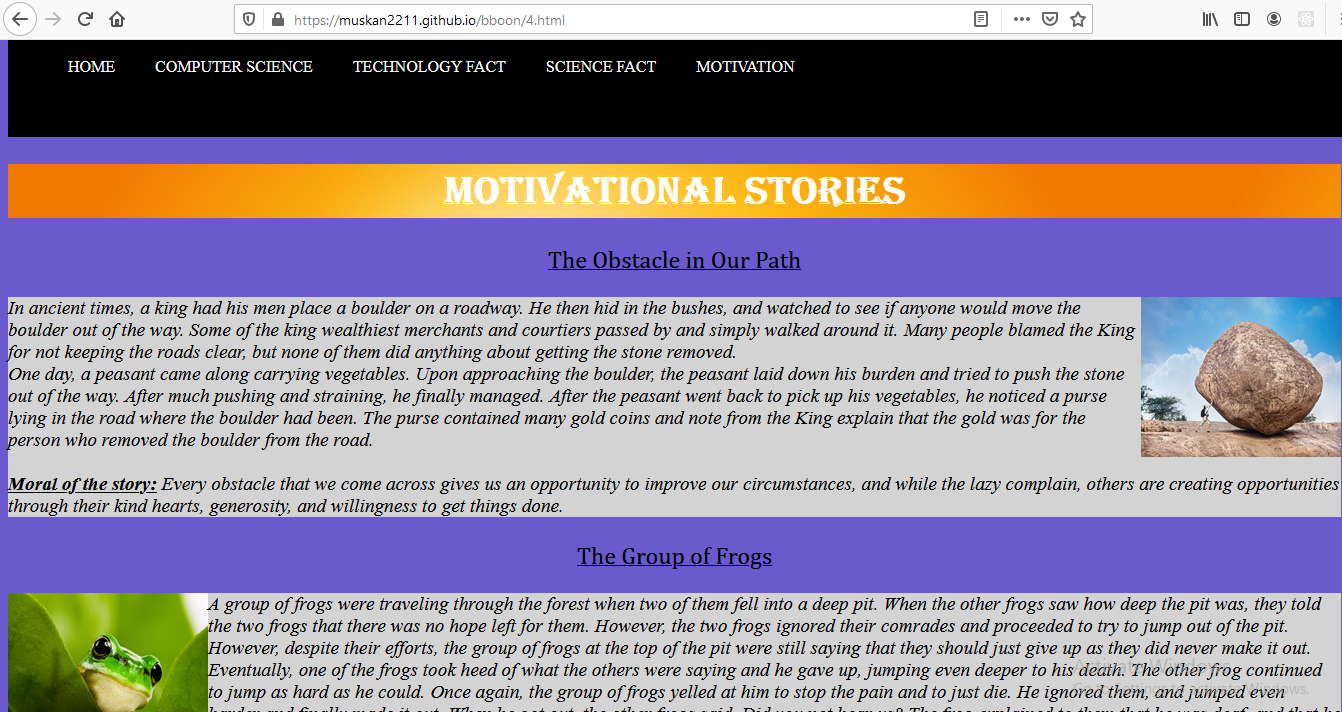 https://muskan2211.github.io/bboon/4.html
HOME COMPUTER SCIENCE TECHNOLOGY FACT SCIENCE FACT MOTIVATION
MOTIVATIONAL STORIES
The Obstacle in Our Path
In ancient times, a king had his men place a boulder on a roadway. He then hid in the bushes, and watched to see if anyone would move the
boulder out of the way. Some of the king wealthiest merchants and courtiers passed by and simply walked around it. Many people blamed the King
for not keeping the roads clear, but none of them did anything about getting the stone removed.
One day, a peasant came along carrying vegetables. Upon approaching the boulder, the peasant laid down his burden and tried to push the stone
out of the way. After much pushing and straining, he finally managed. After the peasant went back to pick up his vegetables, he noticed a purse
lying in the road where the boulder had been. The purse contained many gold coins and note from the King explain that the gold was for the
person who removed the boulder from the road.
Moral of the story: Every obstacle that we come across gives us an opportunity to improve our circumstances, and while the lazy complain, others are creating opportunities
through their kind hearts, generosity, and willingness to get things done.
The Group of Frogs
A group of frogs were traveling through the forest when two of them fell into a deep pit. When the other frogs saw how deep the pit was, they told
the two frogs that there was no hope left for them. However, the two frogs ignored their comrades and proceeded to try to jump out of the pit.
However, despite their efforts, the group of frogs at the top of the pit were still saying that they should just give up as they did never make it out.
Eventually, one of the frogs took heed of what the others were saying and he gave up, jumping even deeper to his death. The other frog continued
to jump as hard as he could. Once again, the group of frogs yelled at him to stop the pain and to just die. He ignored them, and jumped even
Activate Windows
Go to Settings to activate Windows.